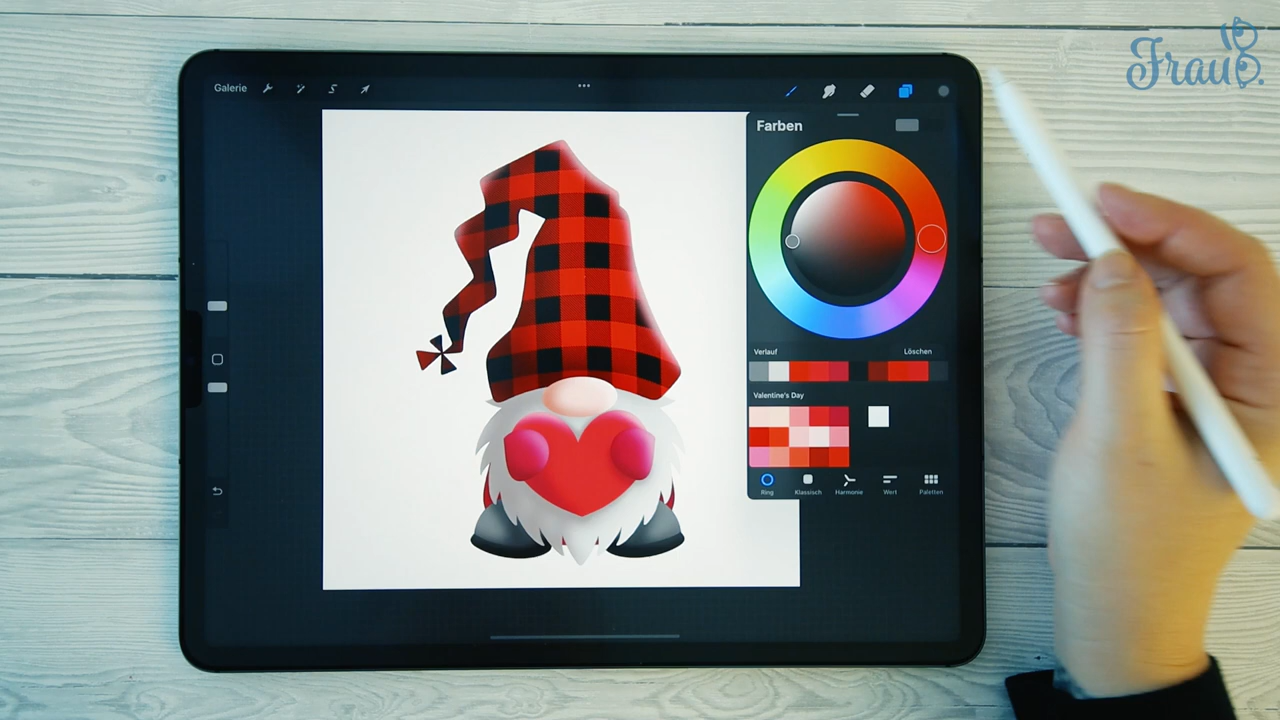 Frau B.
Galerie
Farben
Verlauf Löschen
Valentine's Day
Ring Klassisch Harmonie Wert Paletten